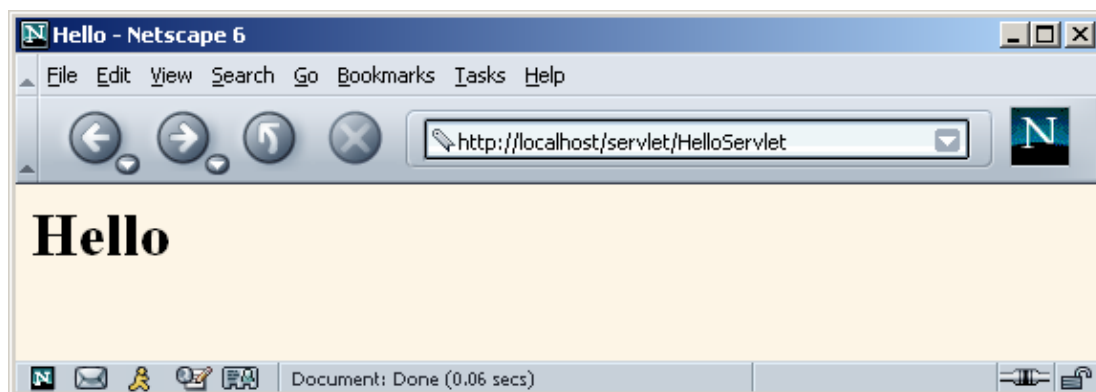 N Hello - Netscape 6
File Edit View Search Go Bookmarks Tasks Help
http://localhost/servlet/HelloServlet
N
Hello
N
Document: Done (0.06 secs)